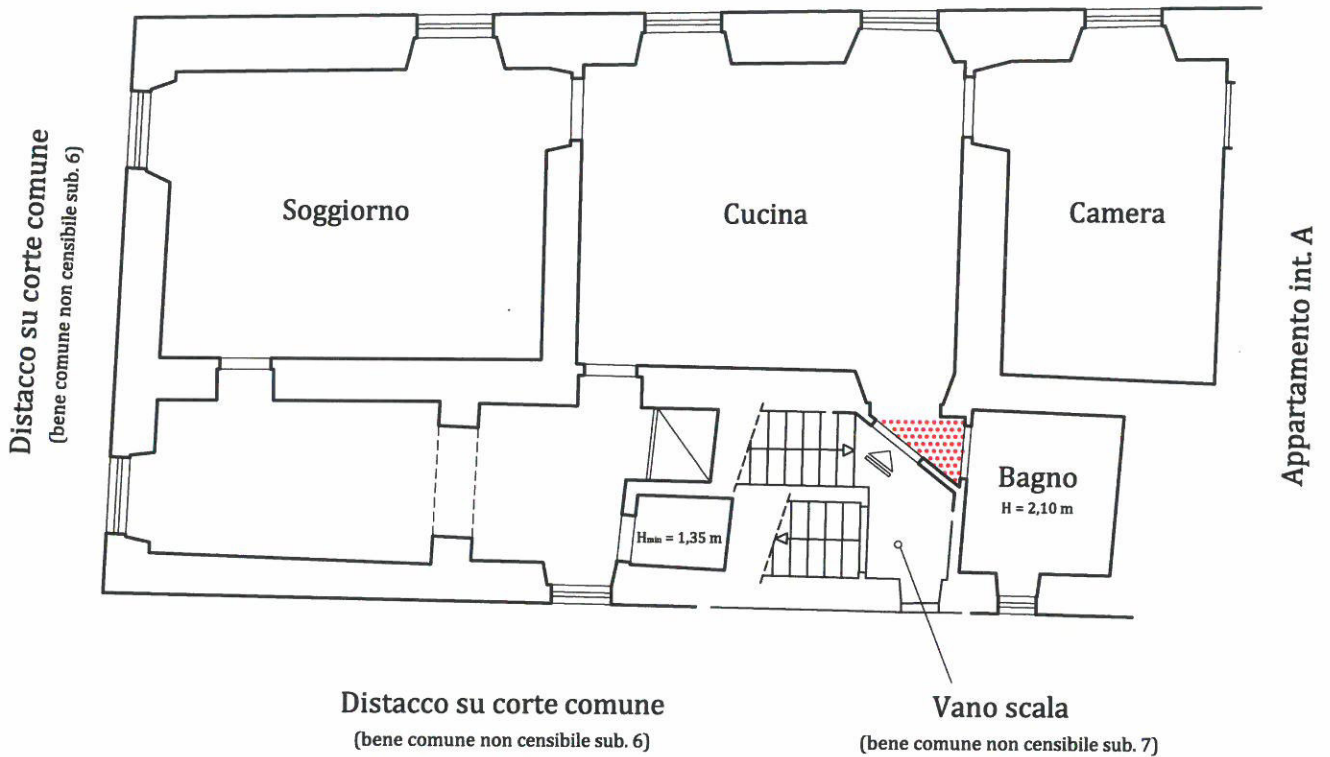 Distacco su corte comune
(bene comune non censibile sub. 6)
Soggiorno
Cucina
Camera
Appartamento int. A
Bagno
H = 2,10 m
Hmin = 1,35 m
Distacco su corte comune
(bene comune non censibile sub. 6)
Vano scala
(bene comune non censibile sub. 7)